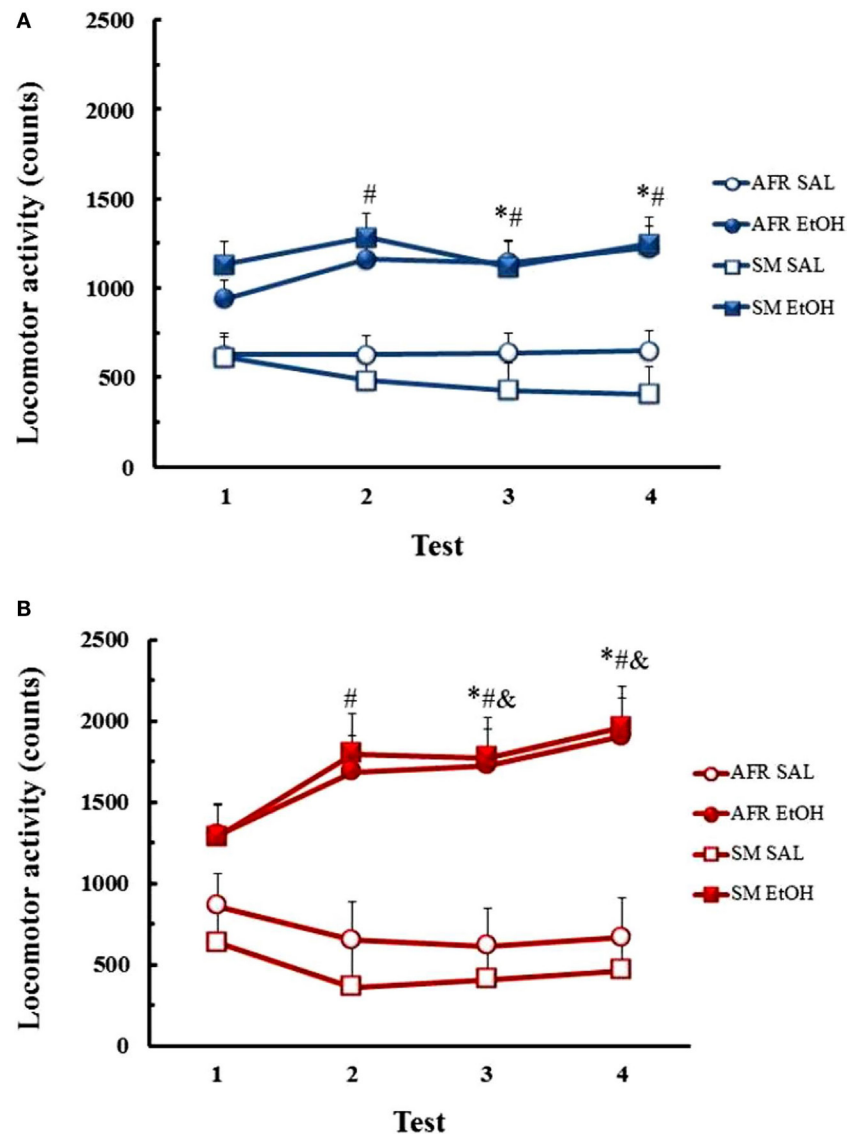 A
Locomotor activity (counts)
2500
2000
1500
1000
500
0
# *# *#
1 2 3 4
Test
AFR SAL
AFR EtOH
SM SAL
SM EtOH
B
Locomotor activity (counts)
2500
2000
1500
1000
500
0
# *#& *#&
1 2 3 4
Test
AFR SAL
AFR EtOH
SM SAL
SM EtOH